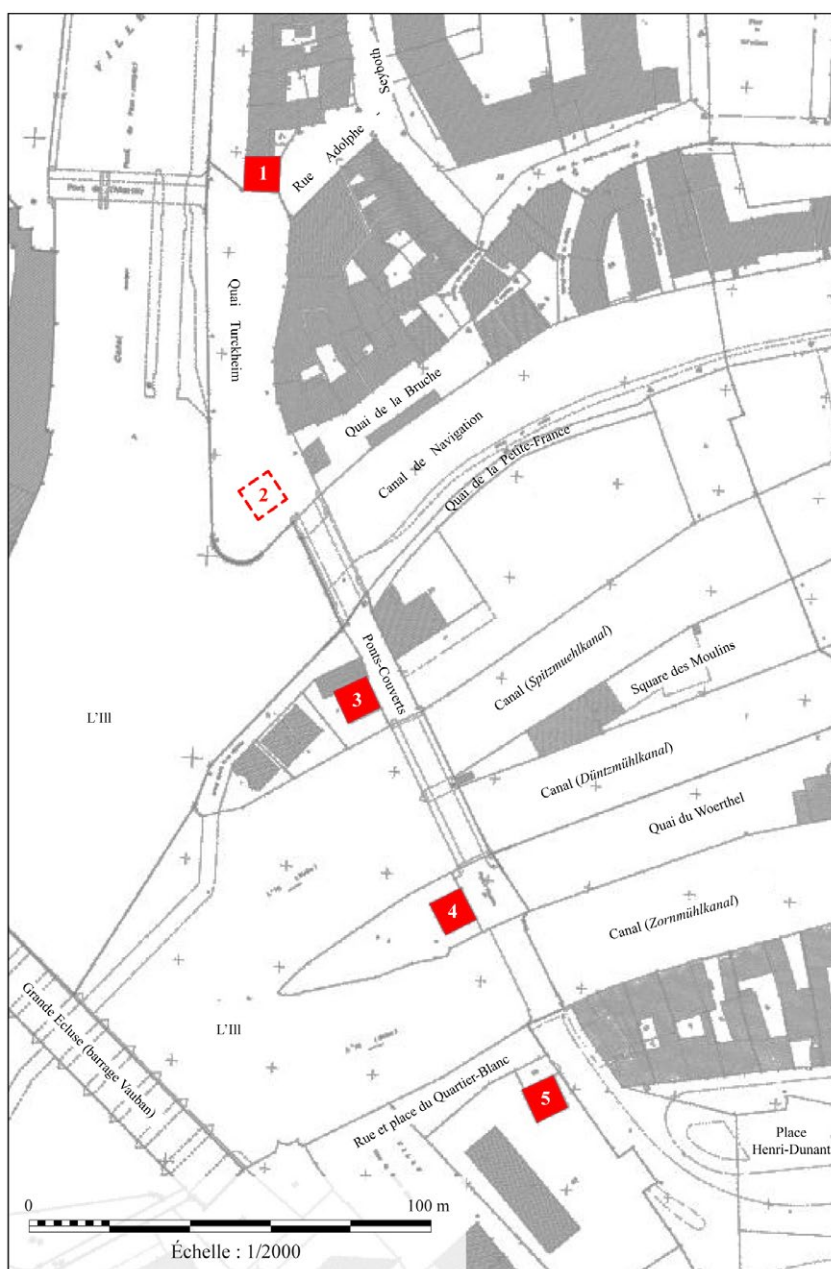 VILLE
Seyboth
1
Rue Adolphe
Quai Turckheim
Quai de la Bruche
Canal de Navigation
Quai de la Petite-France
2
Ponts-Couverts
3
Canal (Spitzmuehlkanal)
Square des Moulins
L'Ill
Canal (Düntzmühlkanal)
Quai du Woerthel
4
Canal (Zornmühlkanal)
Grande Ecluse (barrage Vauban)
L'Ill
Rue et place du Quartier-Blanc
5
Place
Henri-Dunant
0 100 m
Échelle : 1/2000